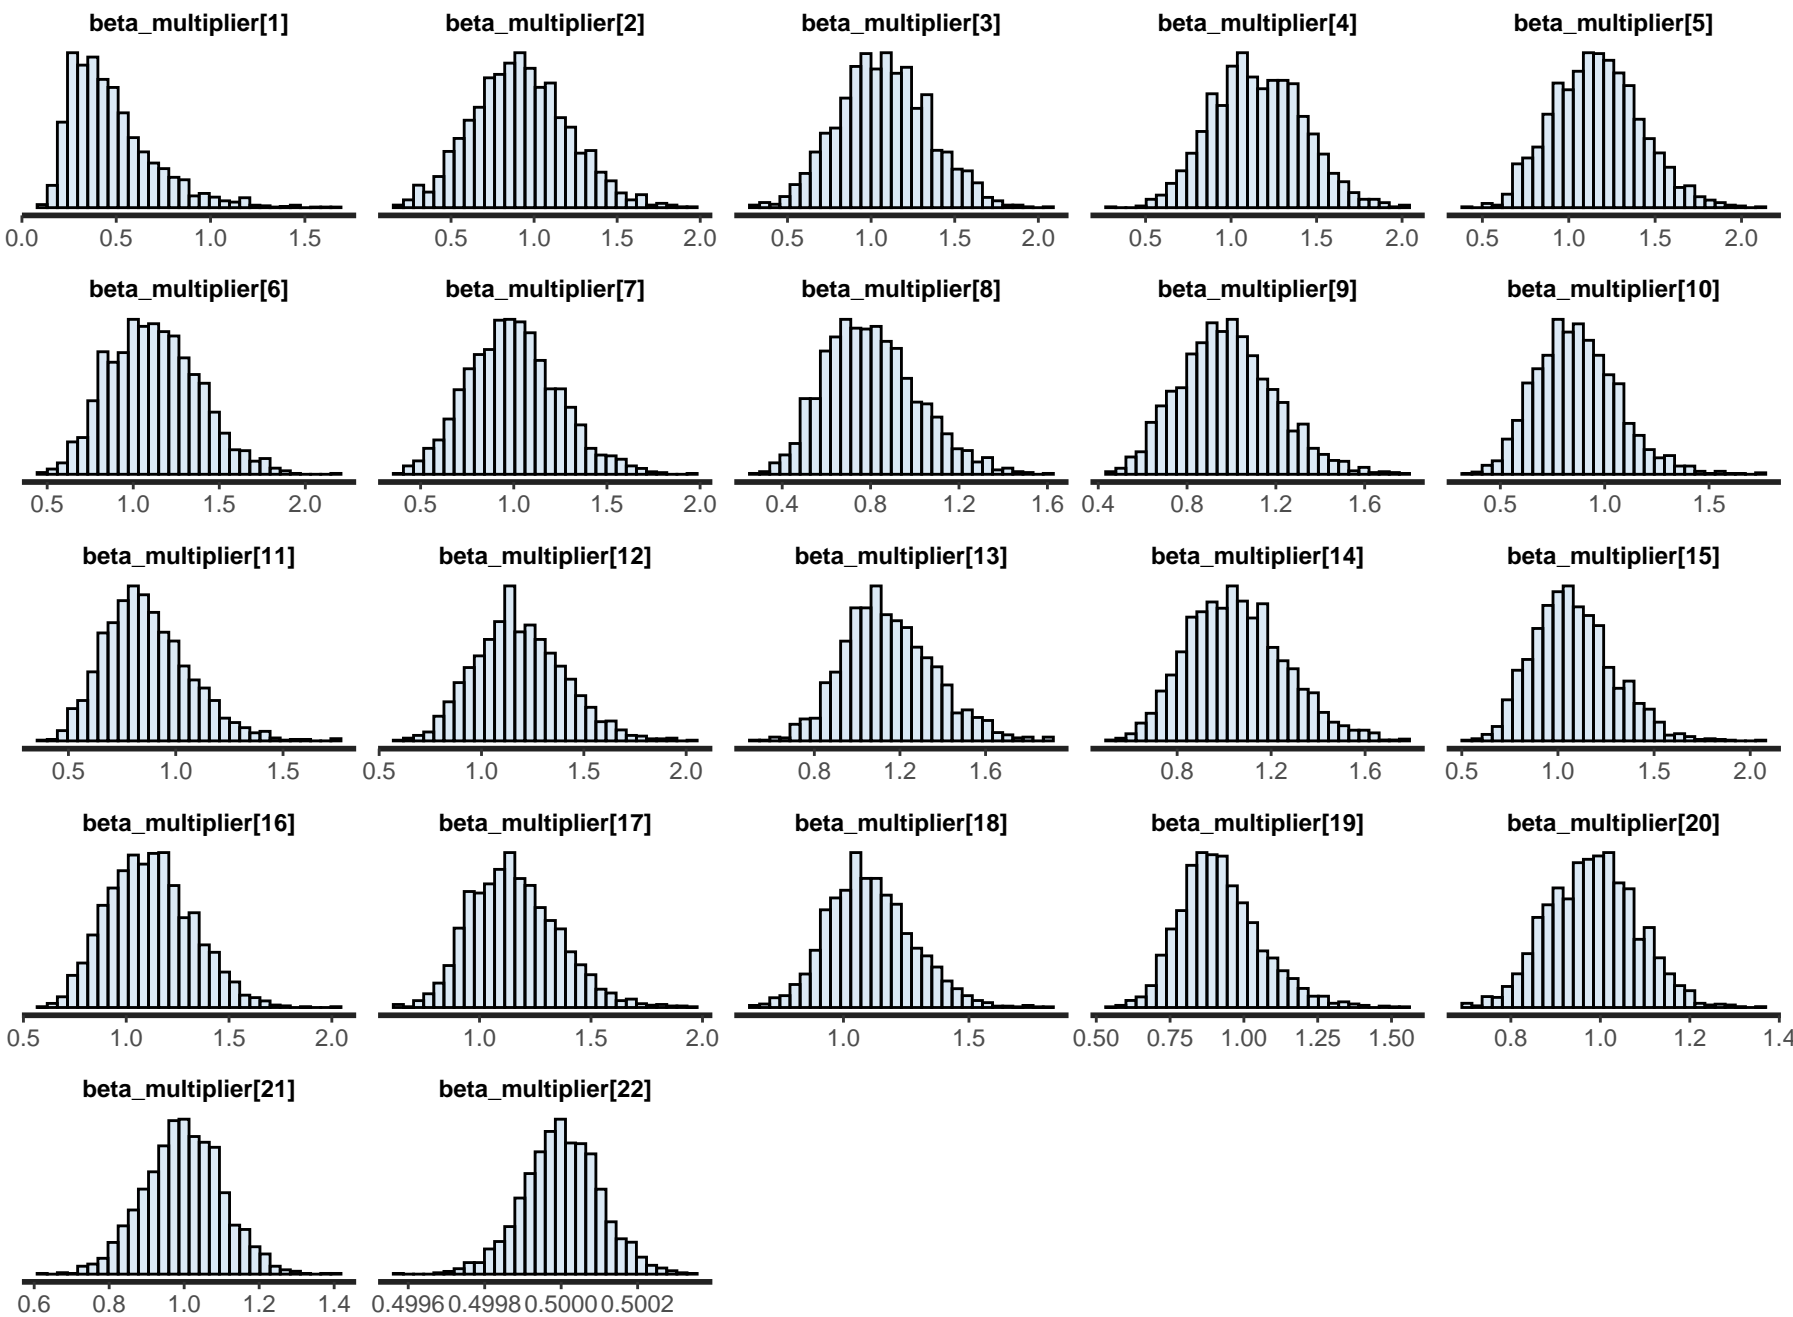 beta_multiplier[1] beta_multiplier[2] beta_multiplier[3] beta_multiplier[4] beta_multiplier[5]
0.0 0.5 1.0 1.5 0.5 1.0 1.5 2.0 0.5 1.0 1.5 2.0 0.5 1.0 1.5 2.0 0.5 1.0 1.5 2.0
beta_multiplier[6] beta_multiplier[7] beta_multiplier[8] beta_multiplier[9] beta_multiplier[10]
0.5 1.0 1.5 2.0 0.5 1.0 1.5 2.0 0.4 0.8 1.2 1.6 0.4 0.8 1.2 1.6 0.5 1.0 1.5
beta_multiplier[11] beta_multiplier[12] beta_multiplier[13] beta_multiplier[14] beta_multiplier[15]
0.5 1.0 1.5 0.5 1.0 1.5 2.0 0.8 1.2 1.6 0.8 1.2 1.6 0.5 1.0 1.5 2.0
beta_multiplier[16] beta_multiplier[17] beta_multiplier[18] beta_multiplier[19] beta_multiplier[20]
0.5 1.0 1.5 2.0 1.0 1.5 2.0 1.0 1.5 0.50 0.75 1.00 1.25 1.50 0.8 1.0 1.2 1.4
beta_multiplier[21] beta_multiplier[22]
0.6 0.8 1.0 1.2 1.4 0.4996 0.4998 0.5000 0.5002